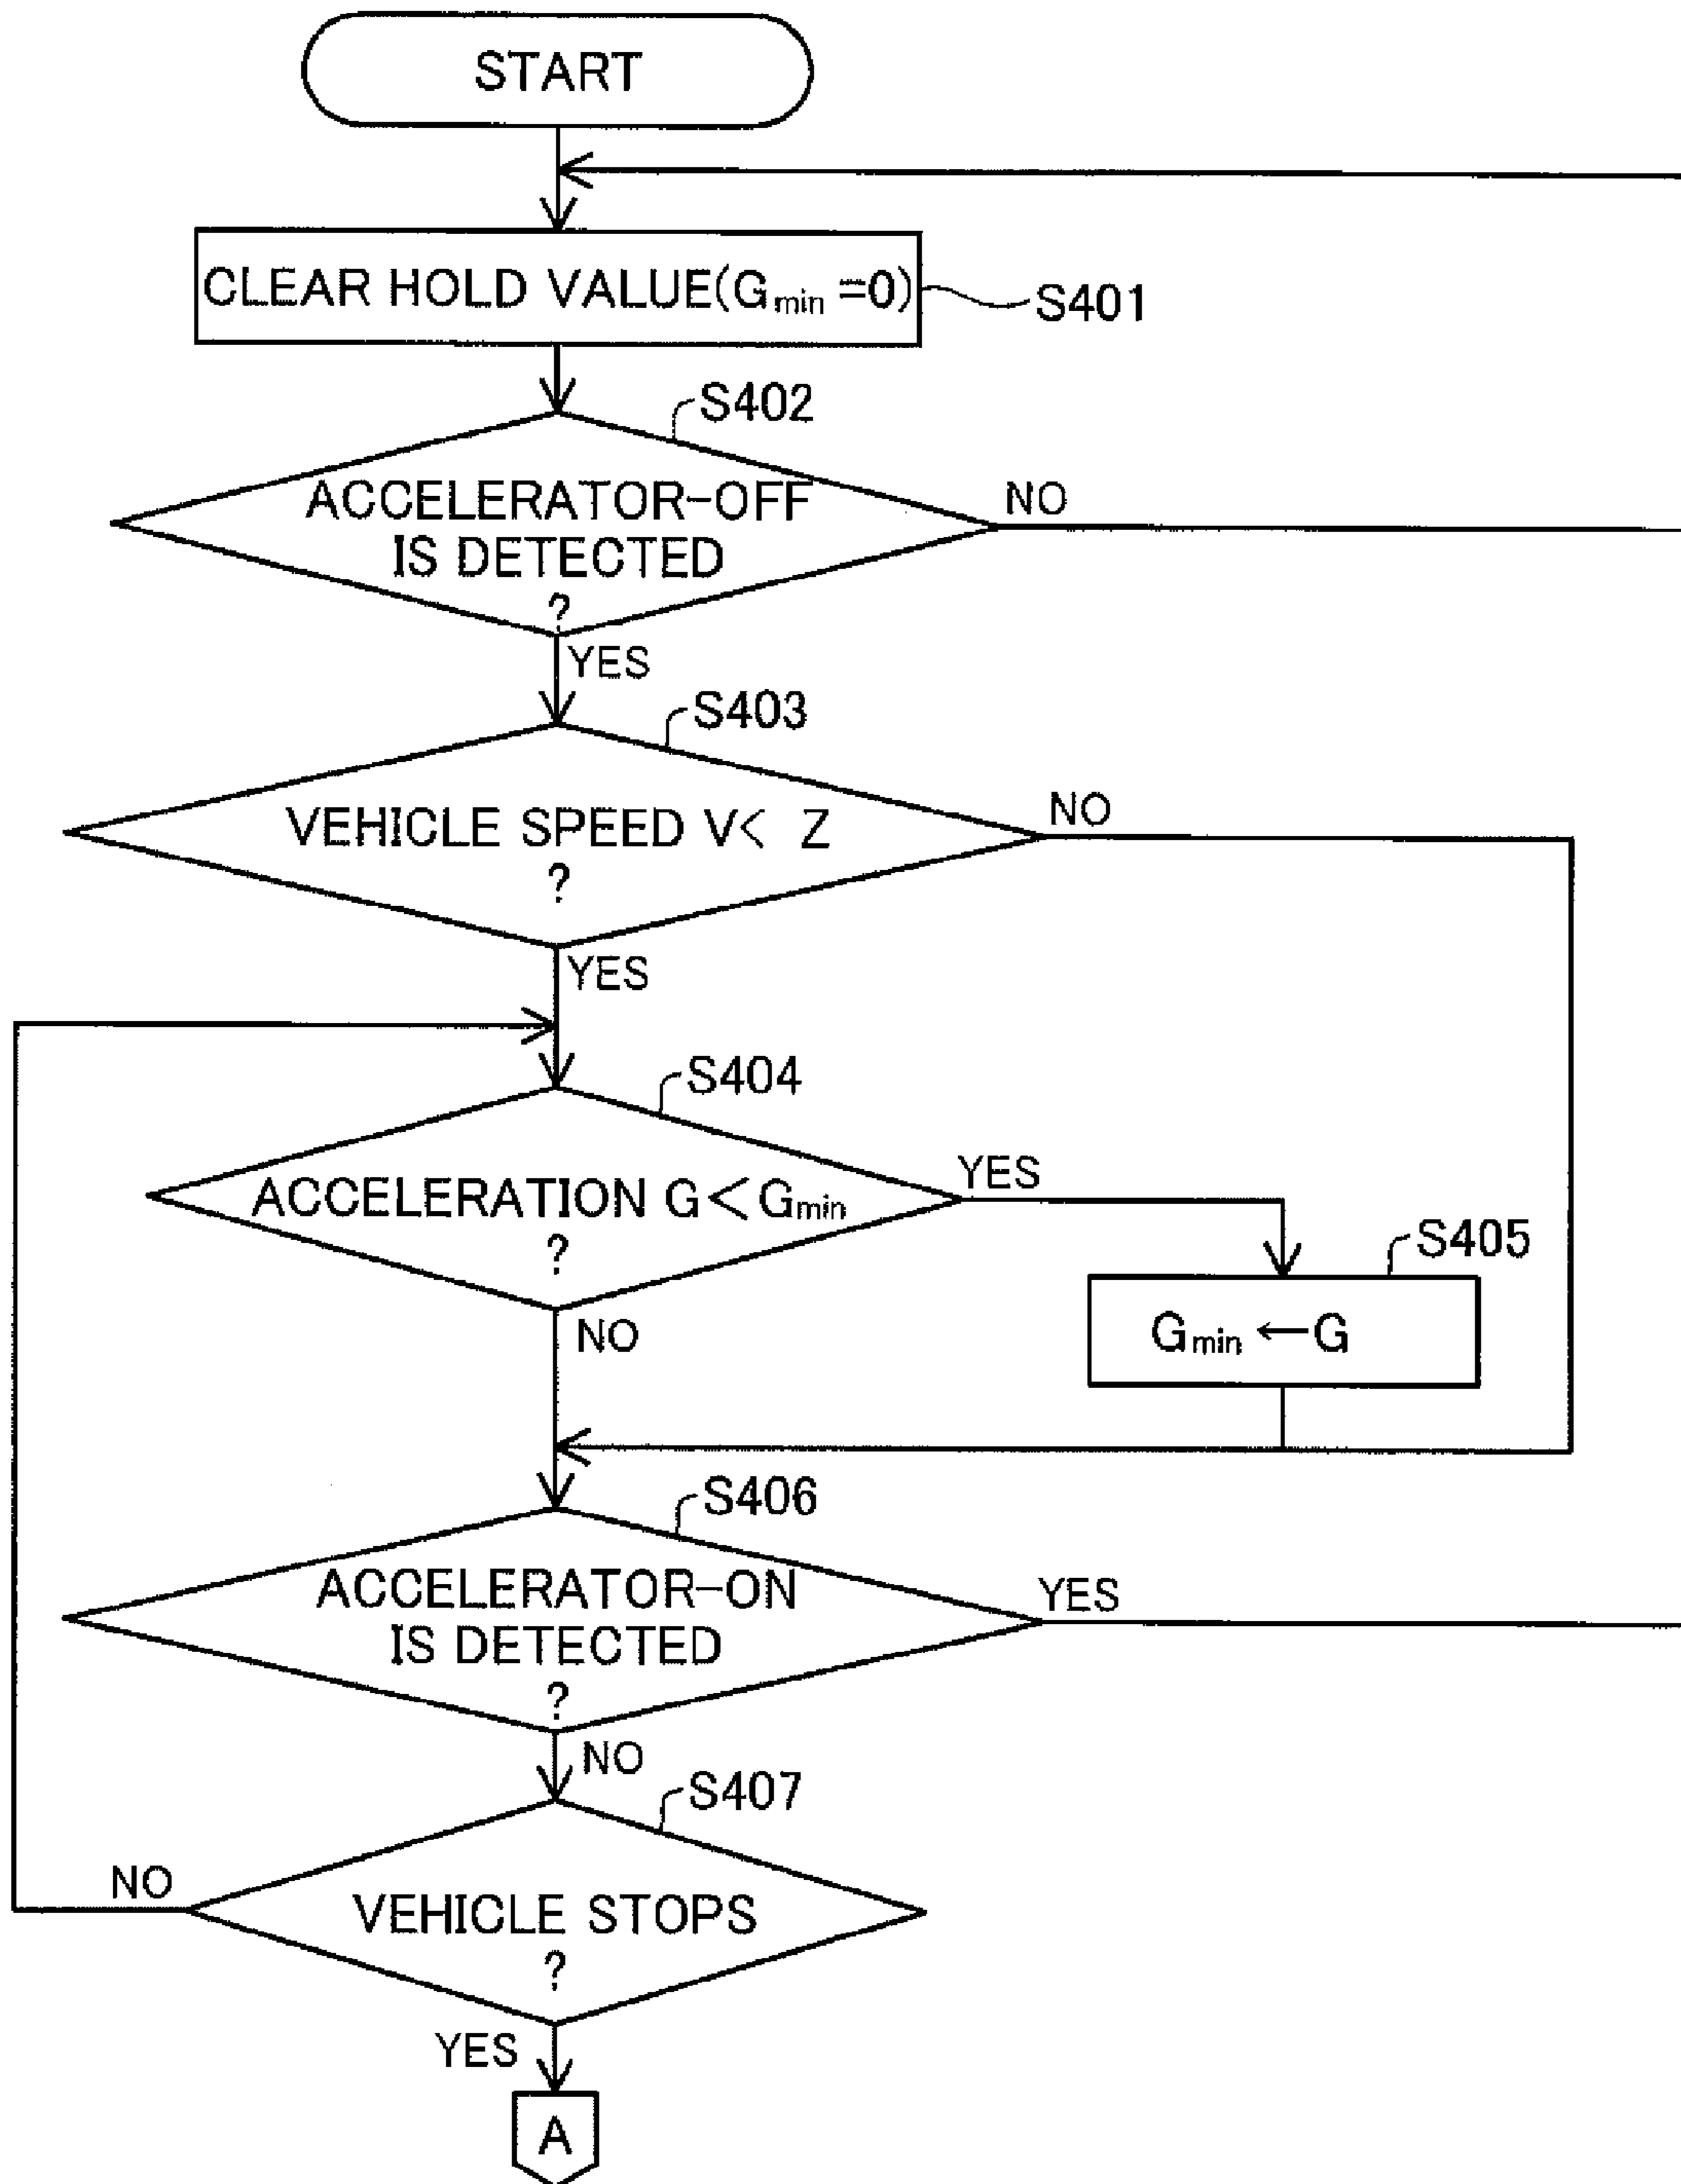 START
CLEAR HOLD VALUE(Gmin =0)
S401
S402
ACCELERATOR-OFF
IS DETECTED
?
NO
YES
S403
VEHICLE SPEED V< Z
?
NO
YES
S404
ACCELERATION G<Gmin
?
YES
NO
S405
Gmin ←G
S406
ACCELERATOR-ON
IS DETECTED
?
YES
NO
S407
VEHICLE STOPS
?
NO
YES
A